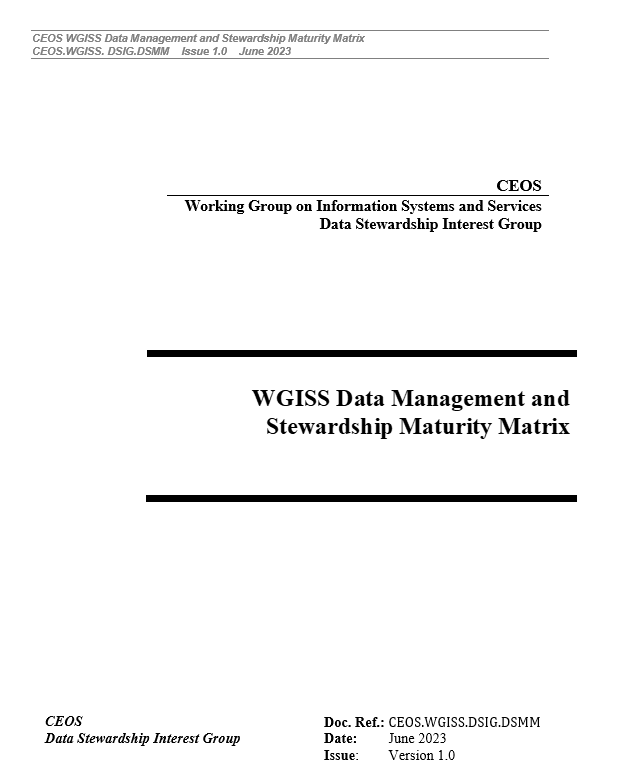 CEOS WGISS Data Management and Stewardship Maturity Matrix
CEOS.WGISS. DSIG.DSMM Issue 1.0 June 2023
CEOS
Working Group on Information Systems and Services
Data Stewardship Interest Group
WGISS Data Management and
Stewardship Maturity Matrix
CEOS
Data Stewardship Interest Group
Doc. Ref.: CEOS.WGISS.DSIG.DSMM
Date: June 2023
Issue: Version 1.0